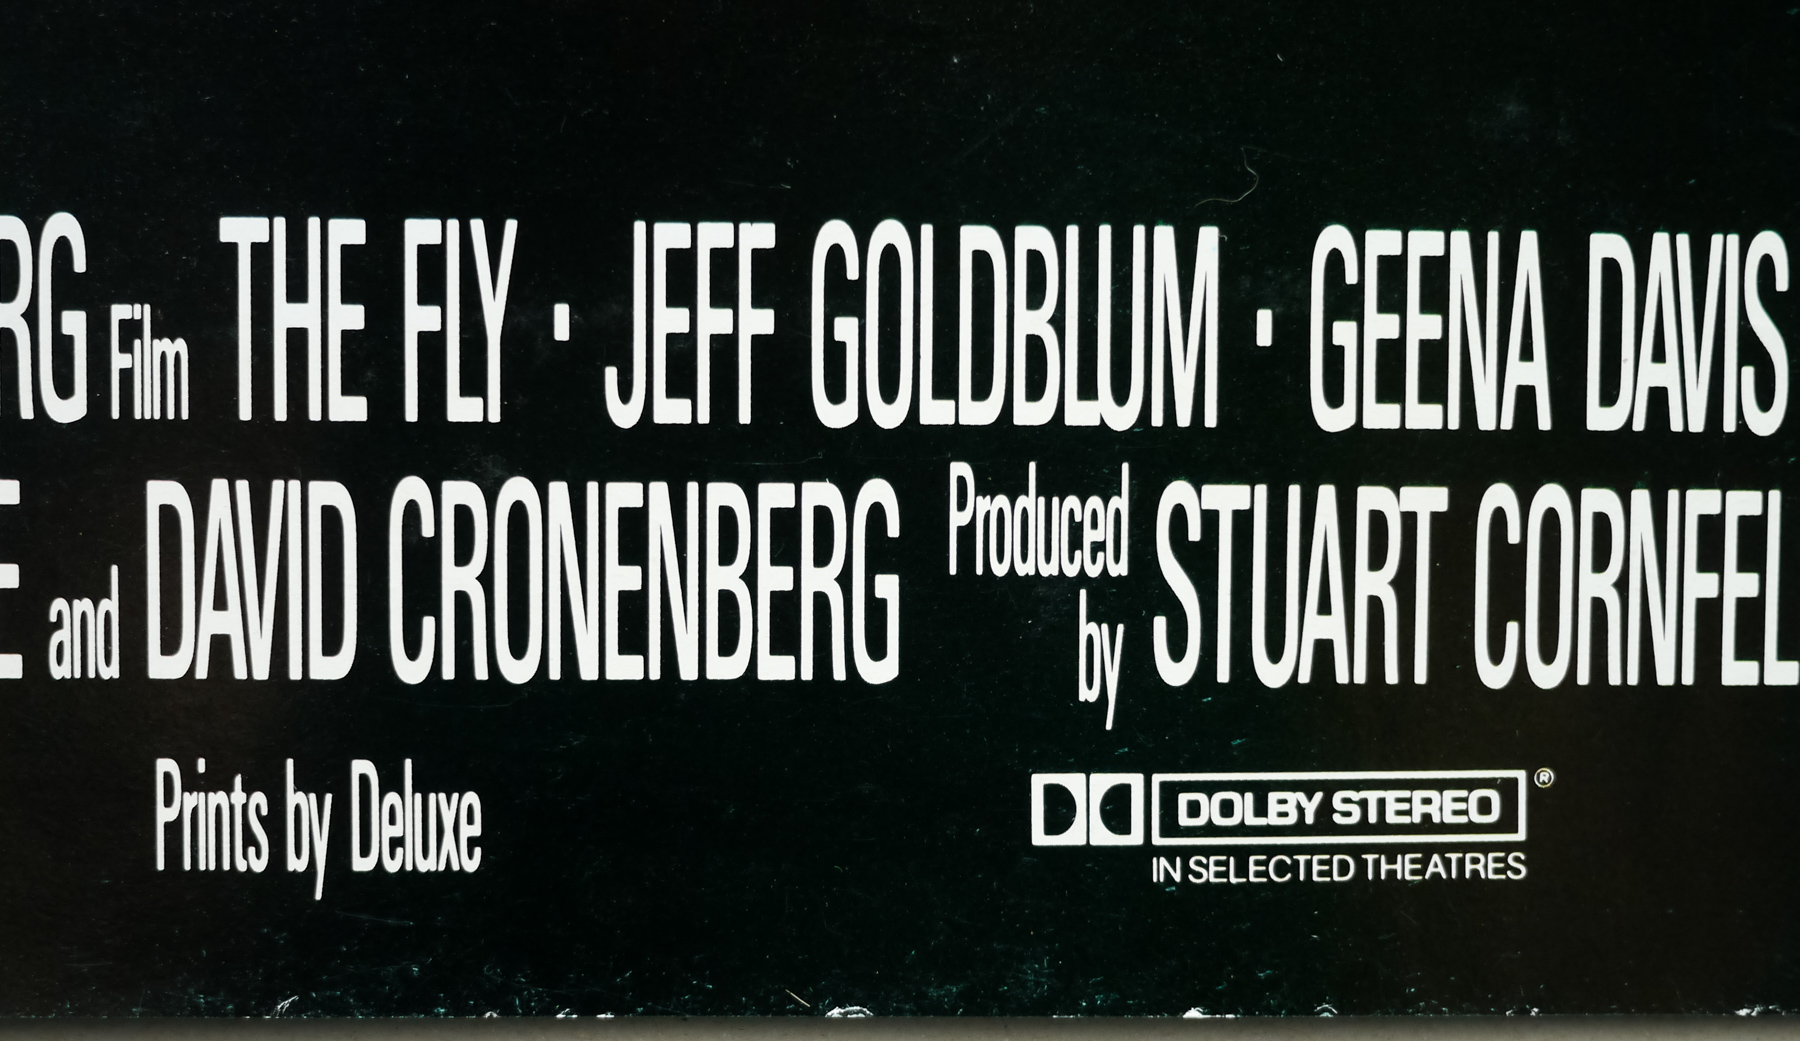 RG Film THE FLY · JEFF GOLDBLUM · GEENA DAVIS
E and DAVID CRONENBERG Produced by STUART CORNFEL
Prints by Deluxe
DOLBY STEREO ®
IN SELECTED THEATRES